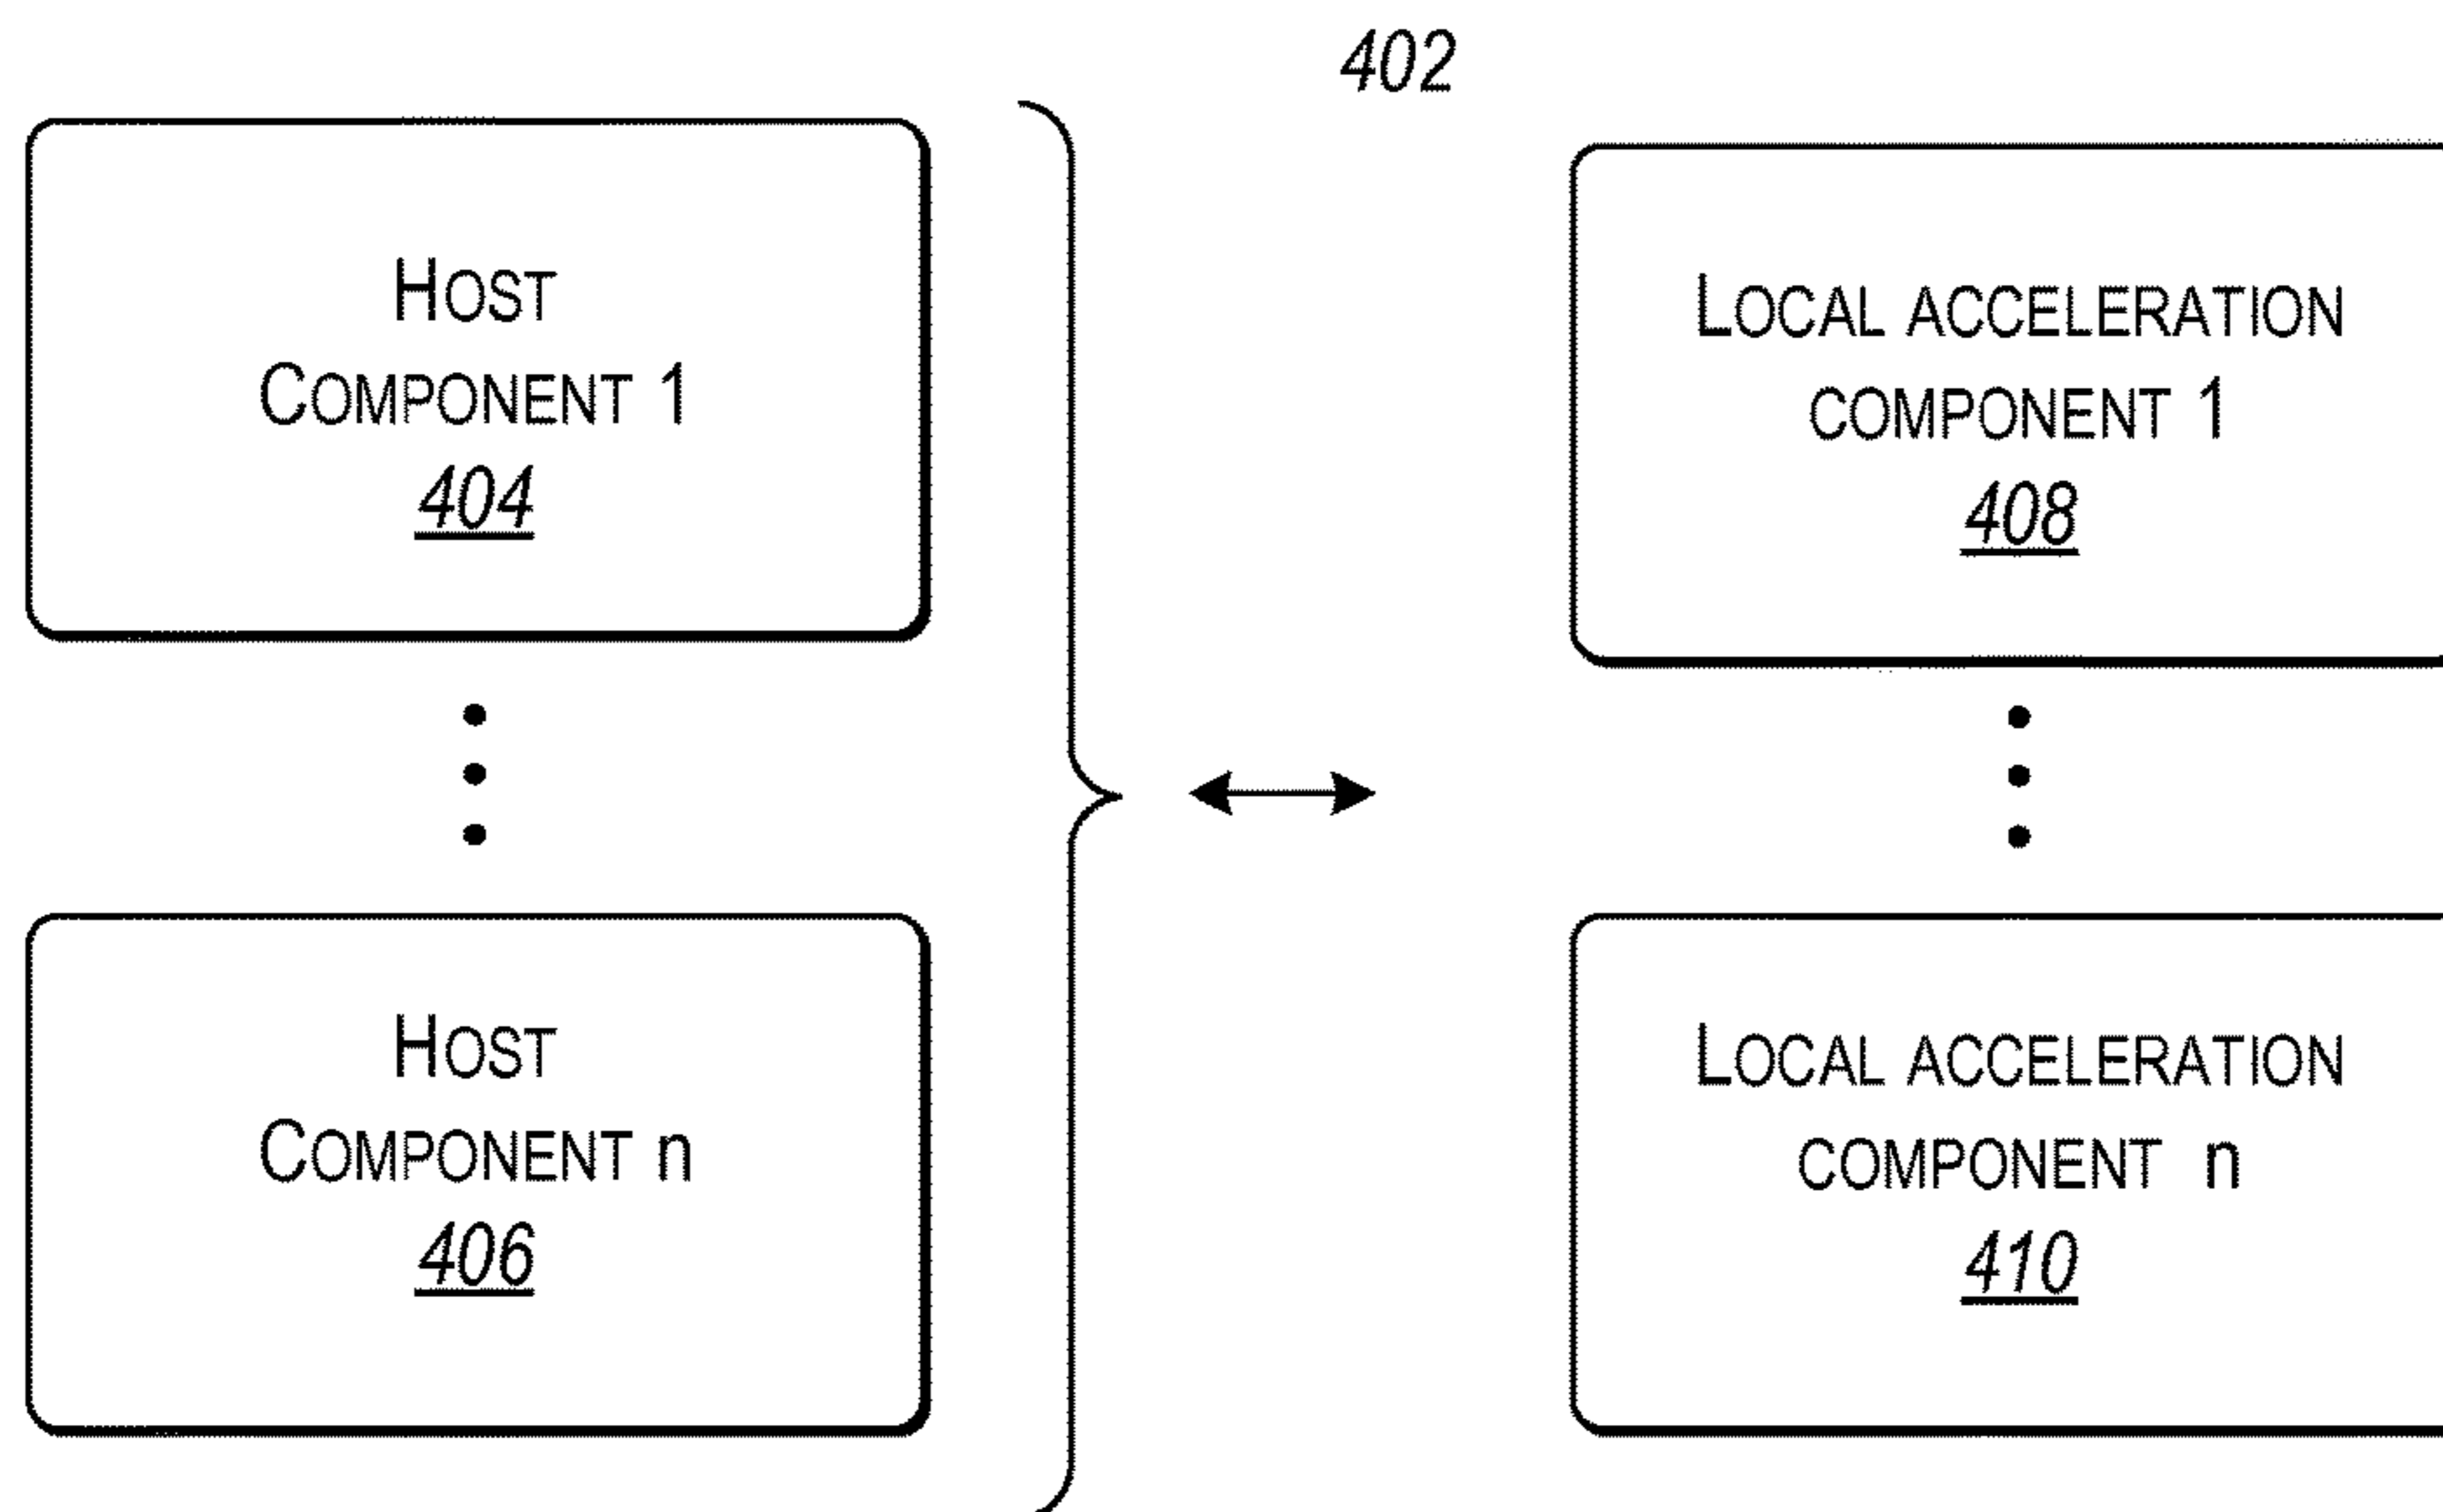 402
HOST
COMPONENT 1
404
LOCAL ACCELERATION
COMPONENT 1
408
HOST
COMPONENT n
406
LOCAL ACCELERATION
COMPONENT n
410